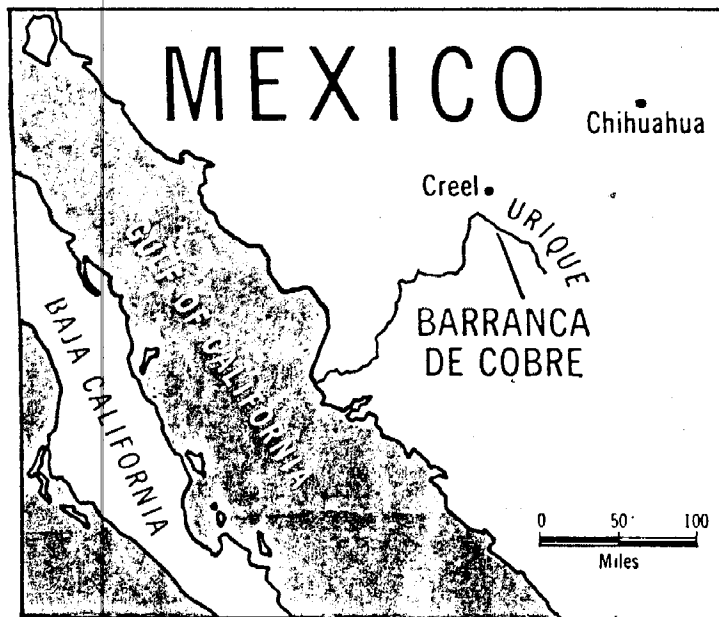 MEXICO
Chihuahua
Creel
URIQUE
BARRANCA
DE COBRE
GULF OF CALIFORNIA
BAJA CALIFORNIA
0 50 100
Miles